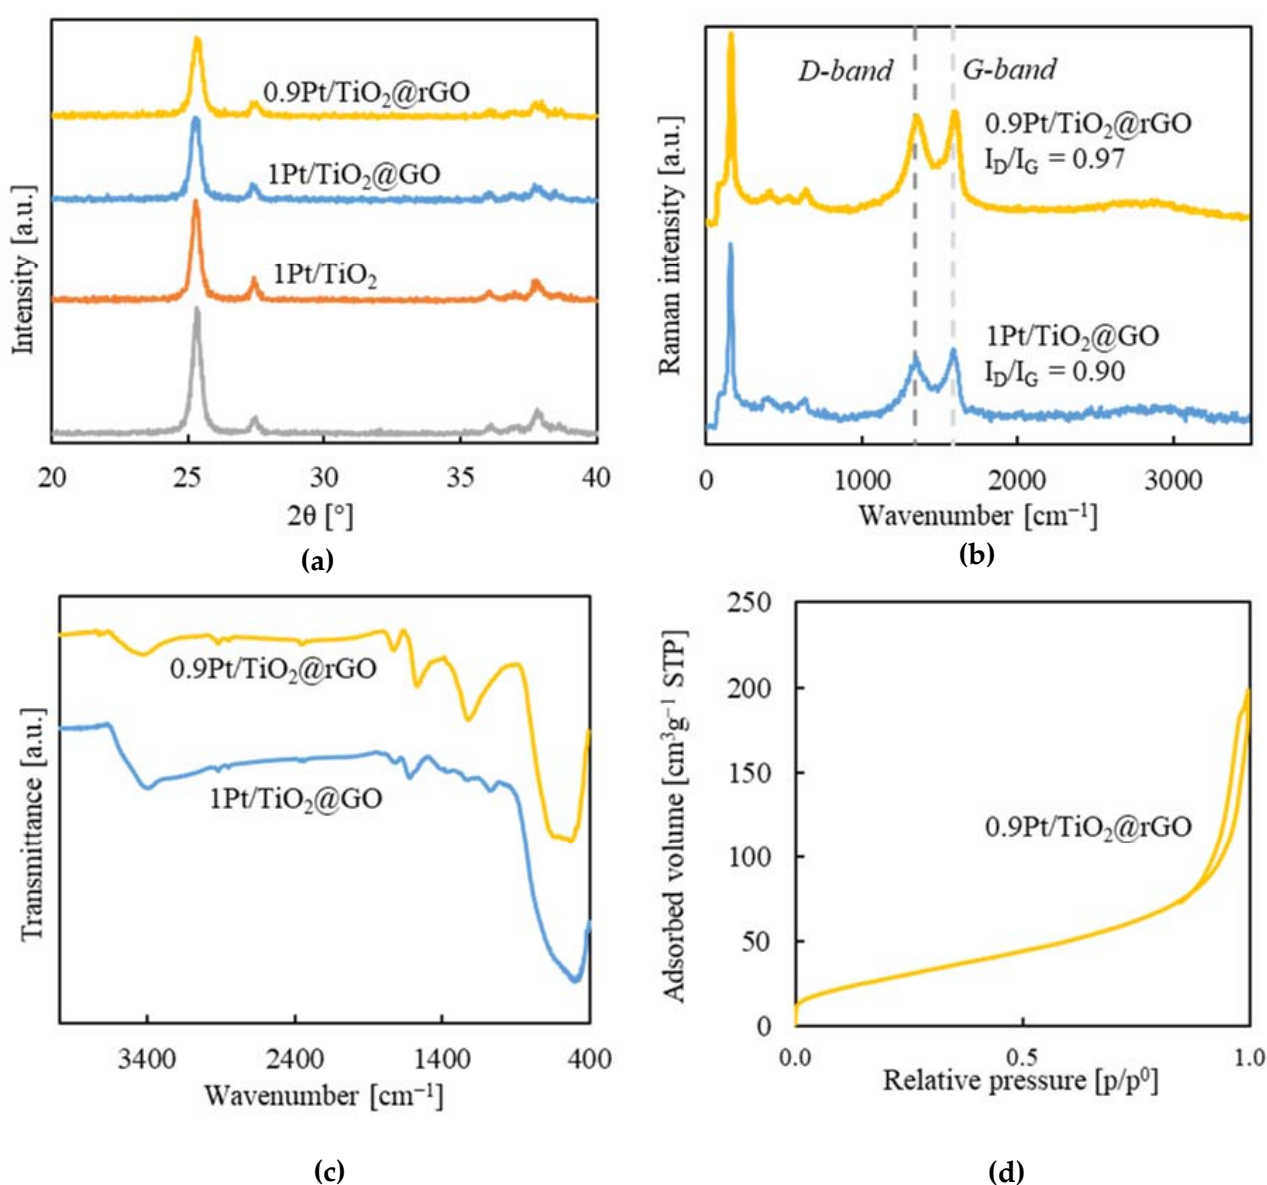 0.9Pt/TiO₂@rGO
1Pt/TiO₂@GO
1Pt/TiO₂
Intensity [a.u.]
20 25 30 35 40
2θ [°]
(a)
D-band G-band
0.9Pt/TiO₂@rGO
I_D/I_G = 0.97
1Pt/TiO₂@GO
I_D/I_G = 0.90
Raman intensity [a.u.]
0 1000 2000 3000
Wavenumber [cm⁻¹]
(b)
0.9Pt/TiO₂@rGO
1Pt/TiO₂@GO
Transmittance [a.u.]
3400 2400 1400 400
Wavenumber [cm⁻¹]
(c)
250
200
150
100
50
0
Adsorbed volume [cm³g⁻¹ STP]
0.9Pt/TiO₂@rGO
0.0 0.5 1.0
Relative pressure [p/p⁰]
(d)